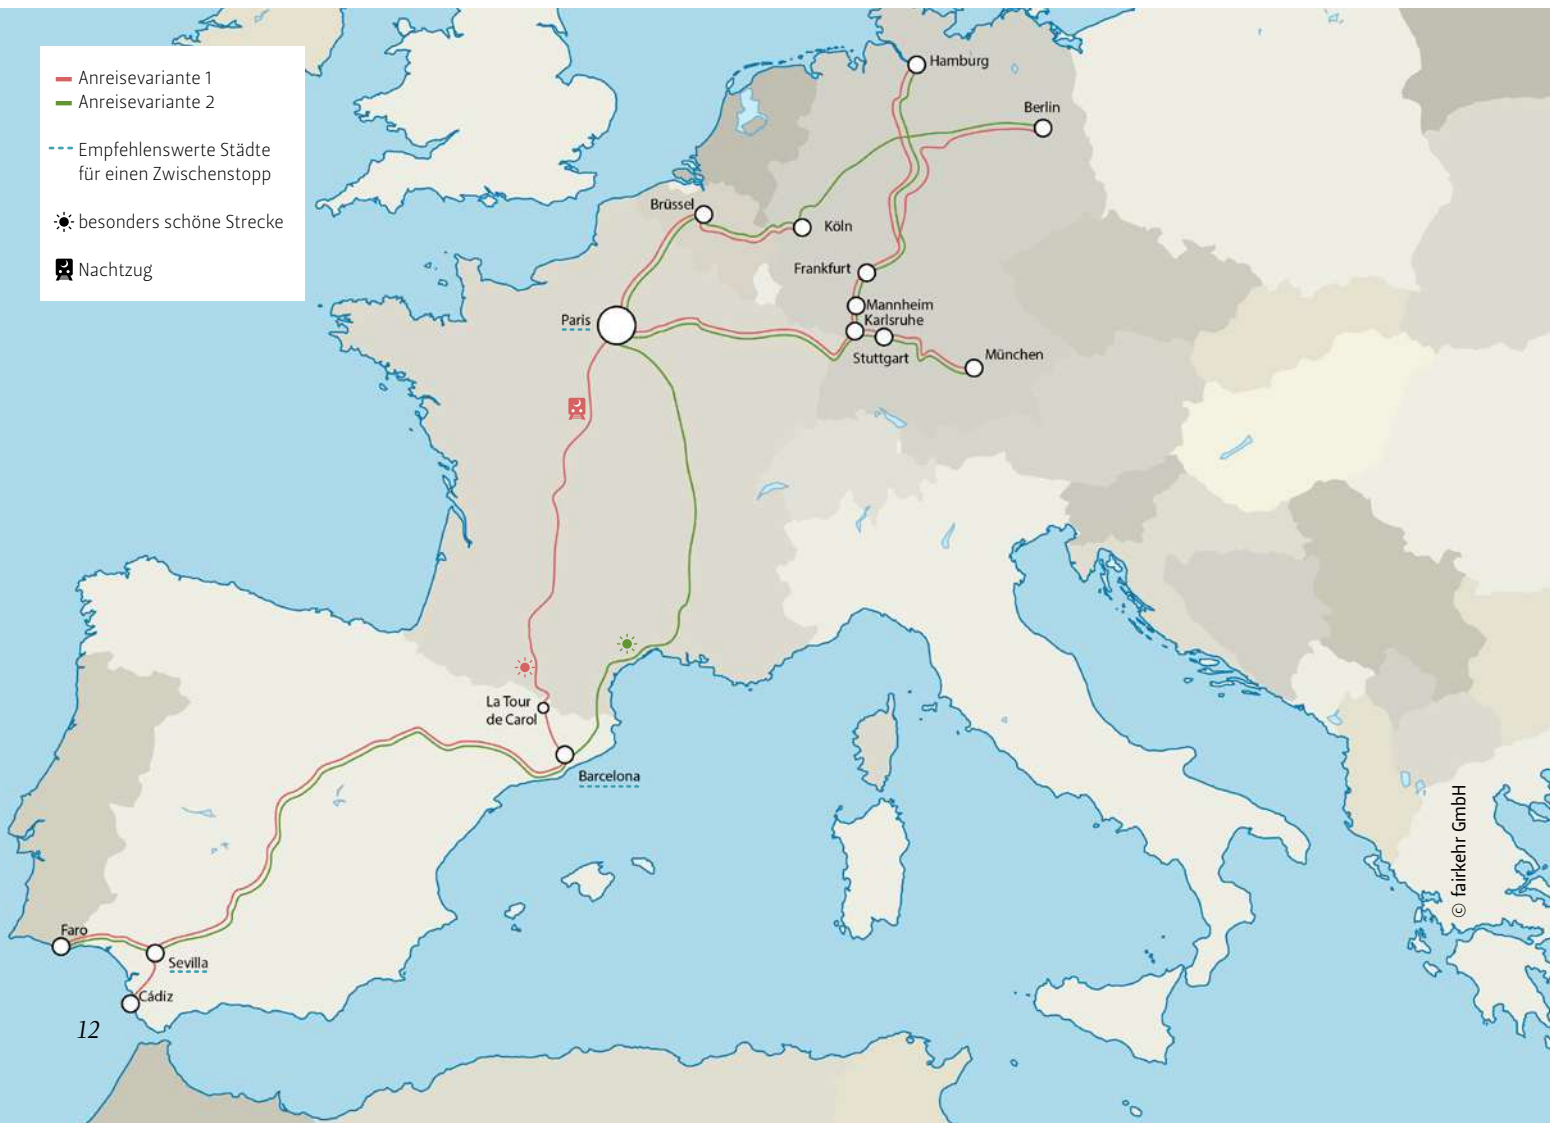 Anreisevariante 1
Anreisevariante 2
Empfehlenswerte Städte
für einen Zwischenstopp
besonders schöne Strecke
Nachtzug
Hamburg
Berlin
Brüssel
Köln
Frankfurt
Mannheim
Karlsruhe
Paris
Stuttgart
München
La Tour
de Carol
Barcelona
© fairkehr GmbH
Faro
Sevilla
Cádiz
12